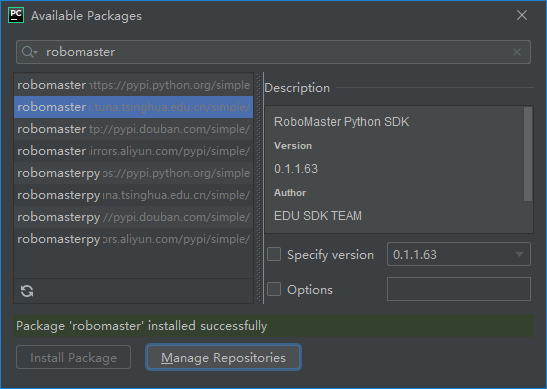 PC Available Packages
robomaster
robomaster https://pypi.python.org/simple
robomaster .tuna.tsinghua.edu.cn/simple/
robomaster tp://pypi.douban.com/simple/
robomaster irrors.aliyun.com/pypi/simple/
robomasterpy ps://pypi.python.org/simple
robomasterpy una.tsinghua.edu.cn/simple/
robomasterpy //pypi.douban.com/simple/
robomasterpy ors.aliyun.com/pypi/simple/
Description
RoboMaster Python SDK
Version
0.1.1.63
Author
EDU SDK TEAM
Specify version 0.1.1.63
Options
Package 'robomaster' installed successfully
Install Package Manage Repositories